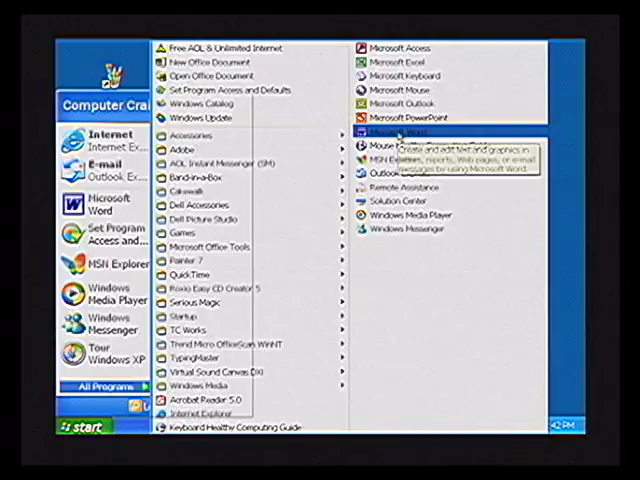 Computer Crai
Internet
Internet Ex...
E-mail
Outlook Ex...
Microsoft
Word
Set Program
Access and...
MSN Explorer
Windows
Media Player
Windows
Messenger
Tour
Windows XP
All Programs
start
Free AOL & Unlimited Internet
New Office Document
Open Office Document
Set Program Access and Defaults
Windows Catalog
Windows Update
Accessories
Adobe
AOL Instant Messenger (SM)
Band-in-a-Box
Cakewalk
Dell Accessories
Dell Picture Studio
Games
Microsoft Office Tools
Painter 7
QuickTime
Roxio Easy CD Creator 5
Serious Magic
Startup
TC Works
Trend Micro OfficeScan WinNT
TypingMaster
Virtual Sound Canvas DXi
Windows Media
Acrobat Reader 5.0
Internet Explorer
Keyboard Healthy Computing Guide
Microsoft Access
Microsoft Excel
Microsoft Keyboard
Microsoft Mouse
Microsoft Outlook
Microsoft PowerPoint
Microsoft Word
Mouse
MSN Ex
Outloo
Create and edit text and graphics in
reports, Web pages, or e-mail
messages by using Microsoft Word.
Remote Assistance
Solution Center
Windows Media Player
Windows Messenger
42 PM